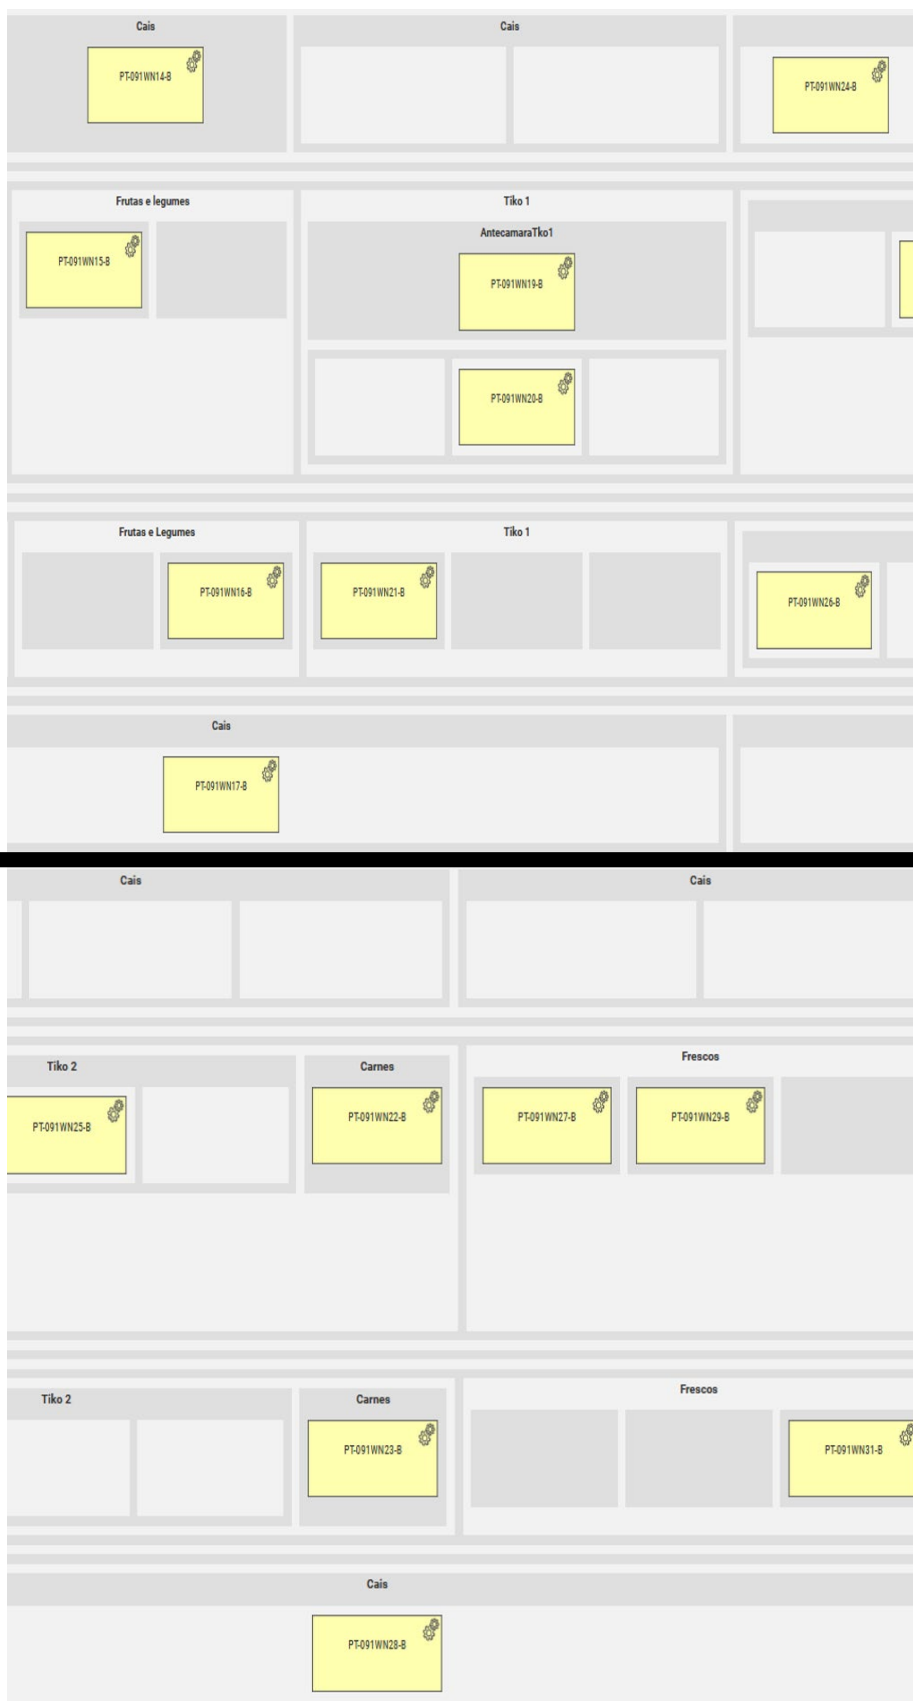 Cais
Cais
PT-091WN14-B
PT-091WN24-B
Frutas e legumes
Tiko 1
AntecamaraTko1
PT-091WN15-B
PT-091WN19-B
PT-091WN20-B
Frutas e Legumes
Tiko 1
PT-091WN16-B
PT-091WN21-B
PT-091WN26-B
Cais
PT-091WN17-B
Cais
Cais
Tiko 2
Carnes
Frescos
PT-091WN25-B
PT-091WN22-B
PT-091WN27-B
PT-091WN29-B
Tiko 2
Carnes
Frescos
PT-091WN23-B
PT-091WN31-B
Cais
PT-091WN28-B